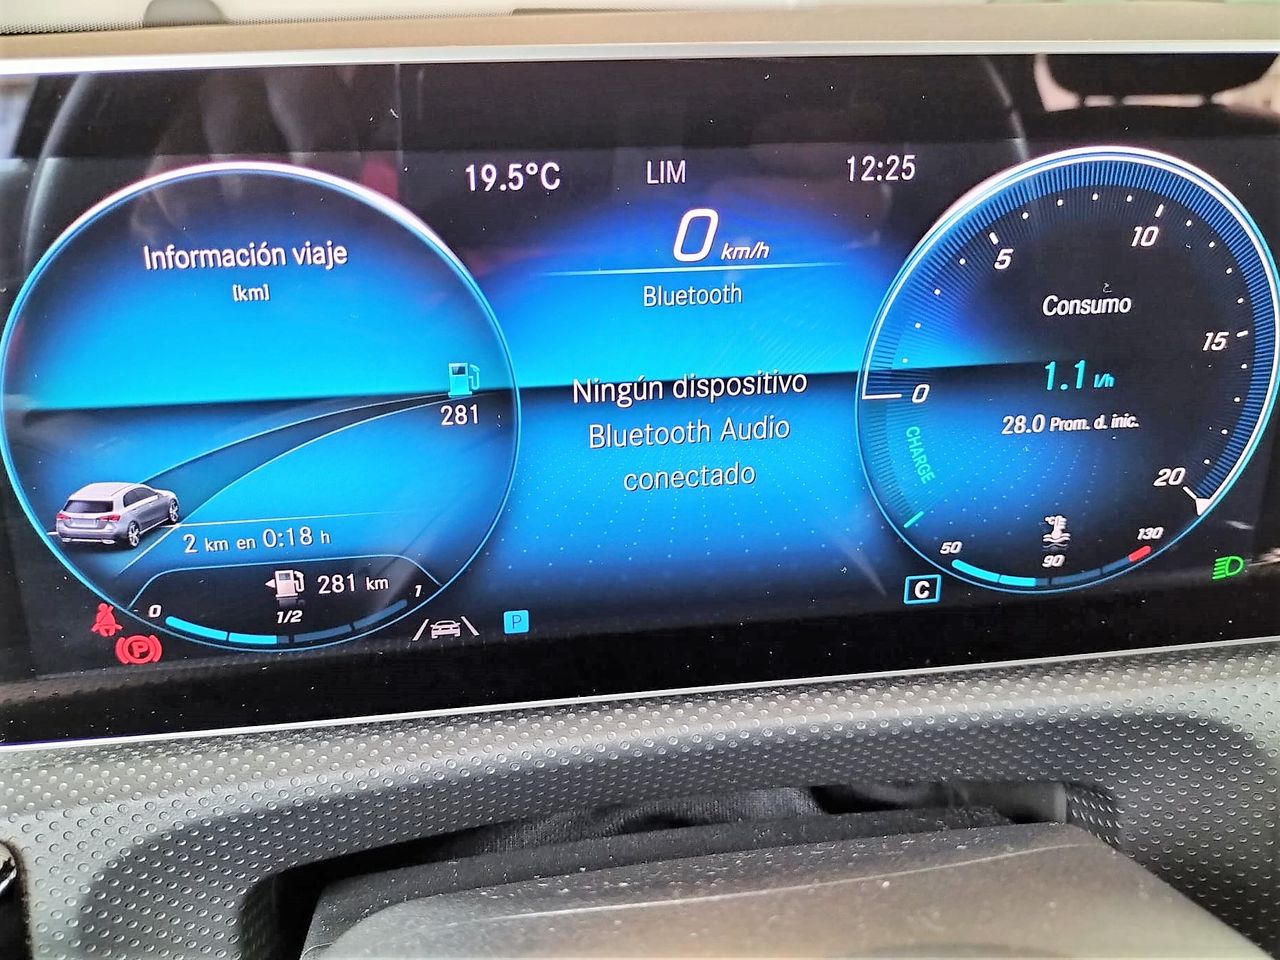 19.5°C LIM 12:25
0 km/h
Bluetooth
Ningún dispositivo
Bluetooth Audio
conectado
Información viaje
[km]
281
2 km en 0:18 h
281 km
0 1/2 1
P
P
5 10 15 20
Consumo
1.1 l/h
28.0 Prom. d. inic.
0
CHARGE
50 90 130
°C
C